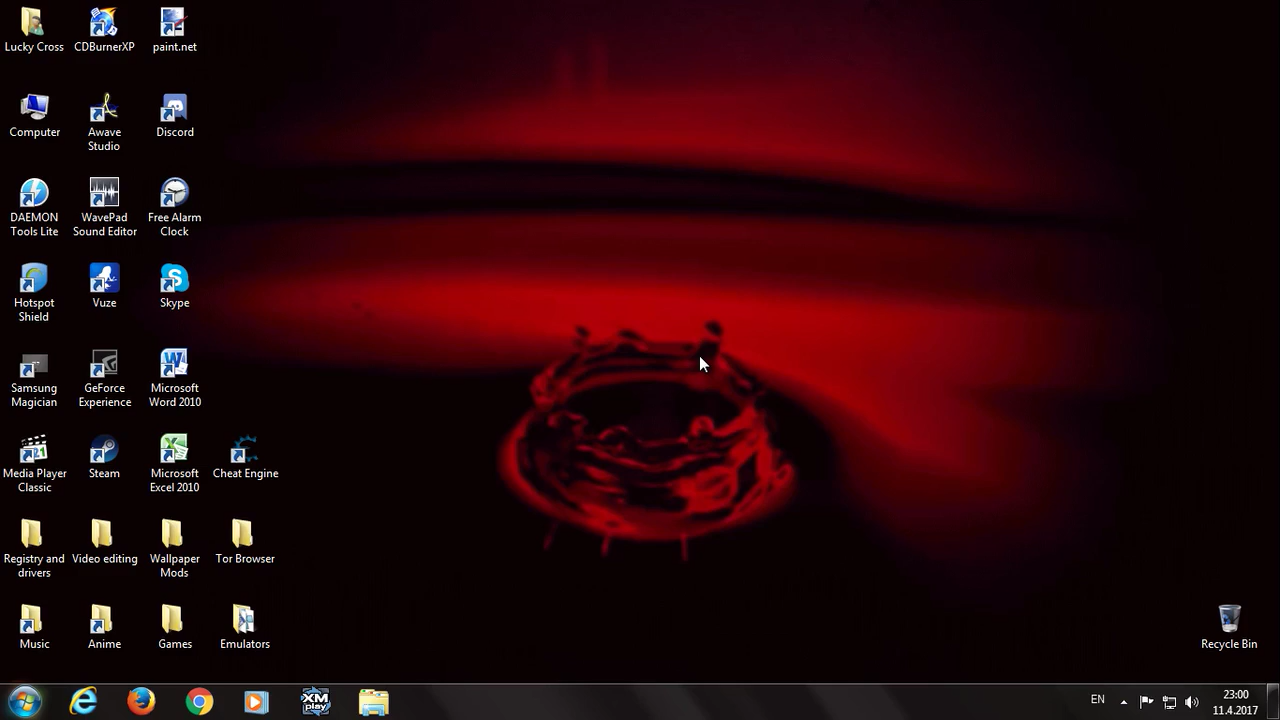 Lucky Cross
CDBurnerXP
paint.net
Computer
Awave
Studio
Discord
DAEMON
Tools Lite
WavePad
Sound Editor
Free Alarm
Clock
Hotspot
Shield
Vuze
Skype
Samsung
Magician
GeForce
Experience
Microsoft
Word 2010
Media Player
Classic
Steam
Microsoft
Excel 2010
Cheat Engine
Registry and
drivers
Video editing
Wallpaper
Mods
Tor Browser
Music
Anime
Games
Emulators
Recycle Bin
XM
play
EN
23:00
11.4.2017